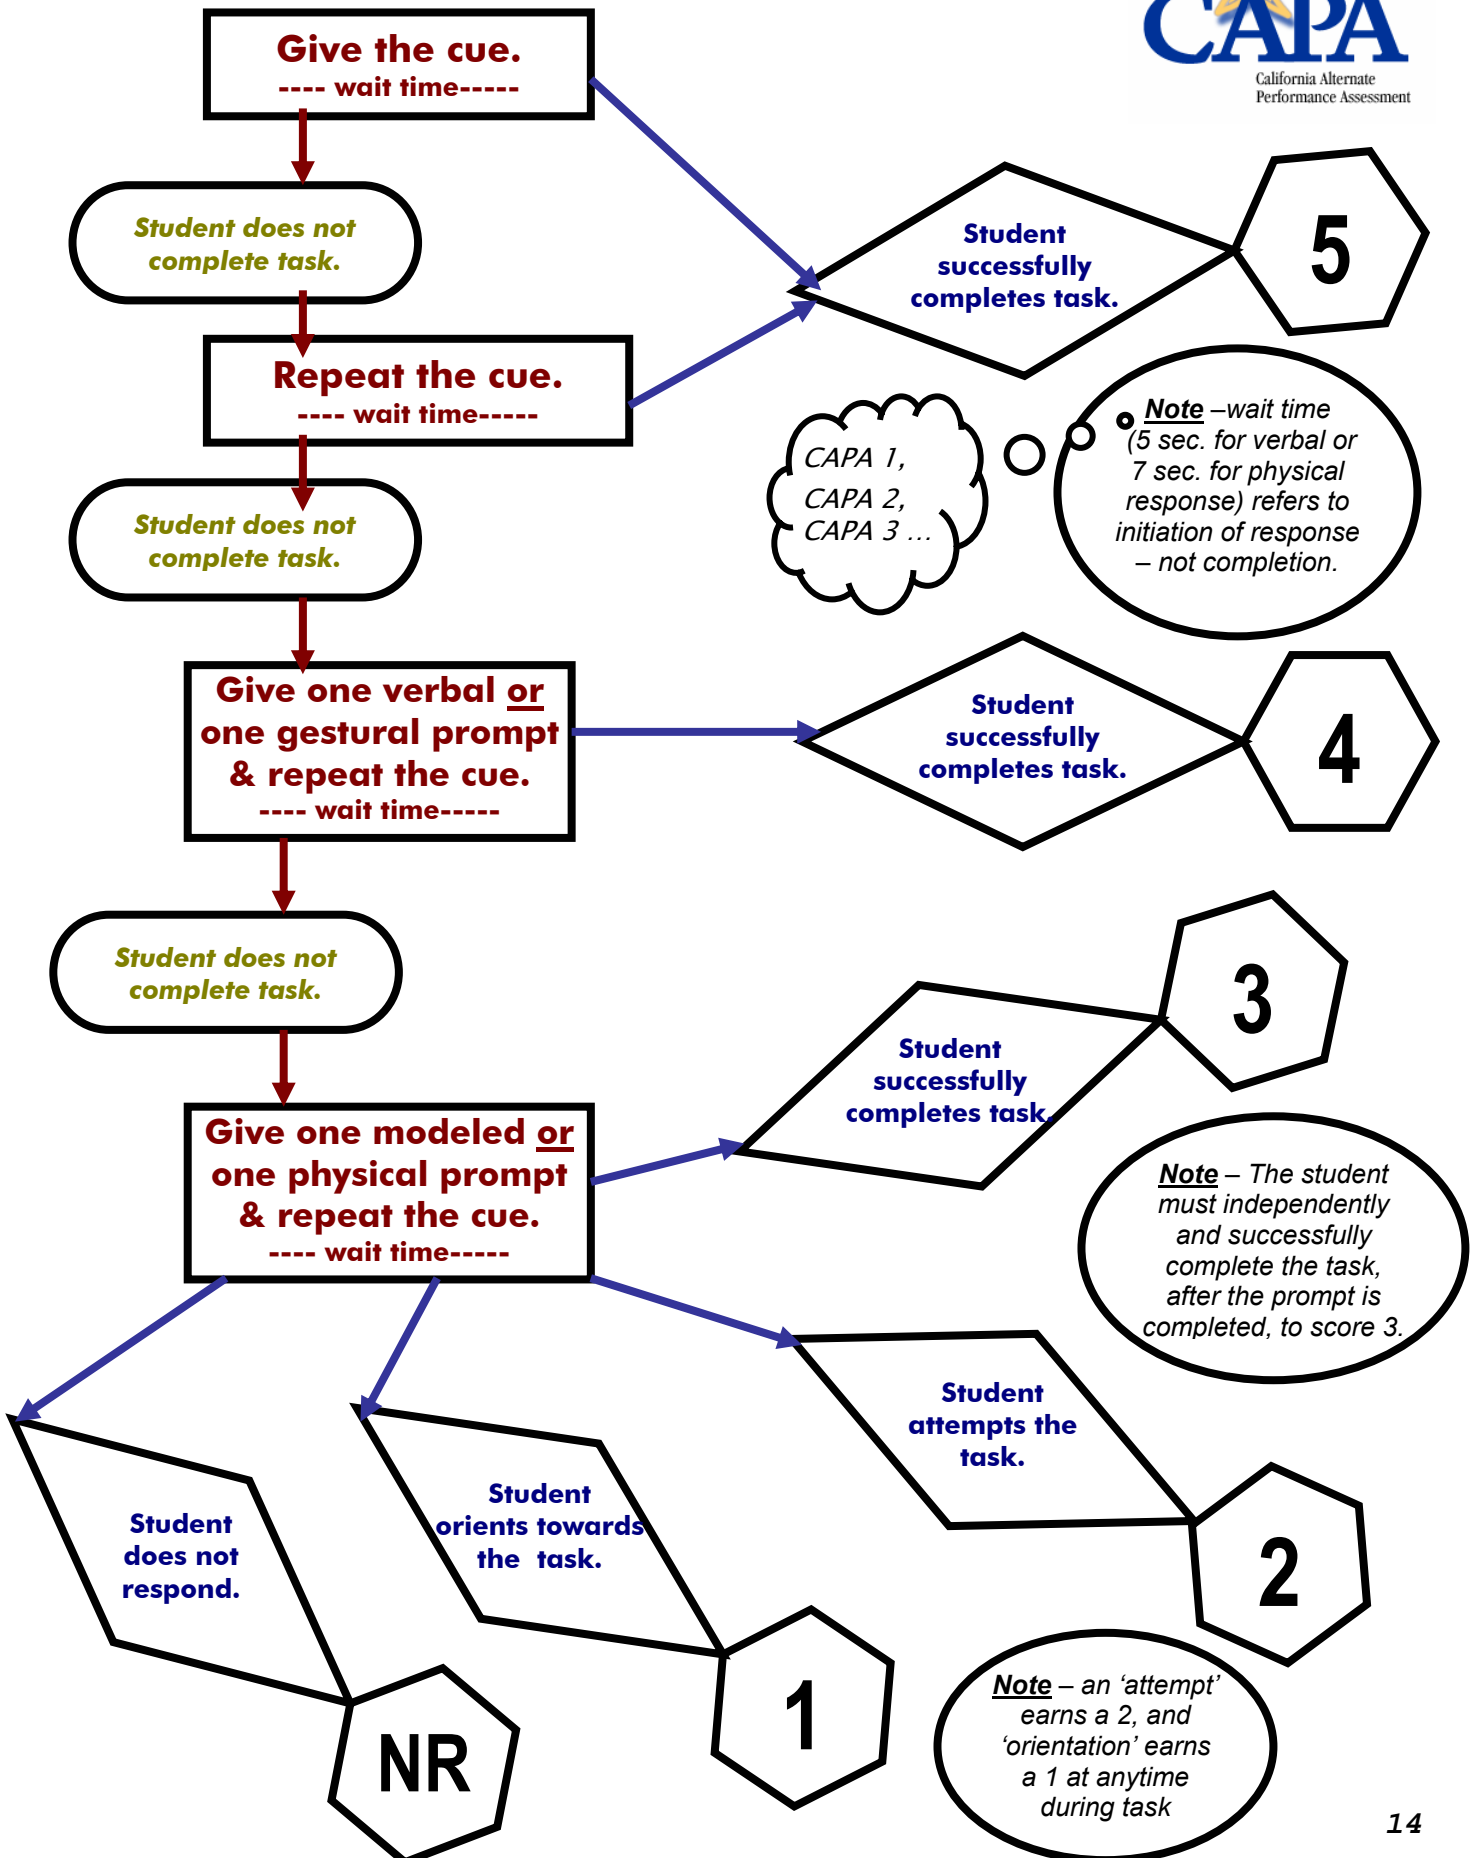 CAPA
California Alternate
Performance Assessment
Give the cue.
---- wait time-----
Student does not
complete task.
Student
successfully
completes task.
5
Repeat the cue.
---- wait time-----
CAPA 1,
CAPA 2,
CAPA 3 ...
Note –wait time
(5 sec. for verbal or
7 sec. for physical
response) refers to
initiation of response
– not completion.
Student does not
complete task.
Give one verbal or
one gestural prompt
& repeat the cue.
---- wait time-----
Student
successfully
completes task.
4
Student does not
complete task.
Student
successfully
completes task.
3
Give one modeled or
one physical prompt
& repeat the cue.
---- wait time-----
Note – The student
must independently
and successfully
complete the task,
after the prompt is
completed, to score 3.
Student
attempts the
task.
2
Student
orients towards
the task.
1
Student
does not
respond.
NR
Note – an ‘attempt’
earns a 2, and
‘orientation’ earns
a 1 at anytime
during task
14